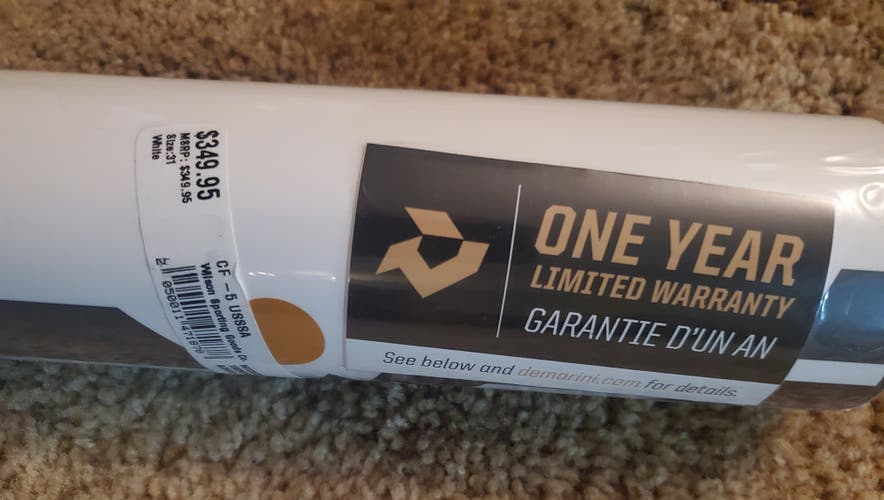 $349.95
MSRP: $349.95
Size:31
White
CF -5 USSSA
Wilson Sporting Goods Co
ONE YEAR
LIMITED WARRANTY
GARANTIE D'UN AN
See below and demarini.com for details.